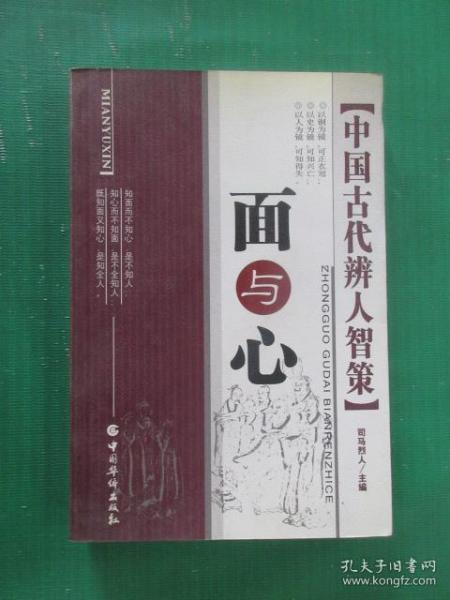 【中国古代辨人智策】
ZHONGGUO GUDAI BIANRENZHICE
司马烈人/主编
以铜为镜,可正衣冠;
以史为镜,可知兴亡;
以人为镜,可知得失。
面
与
心
MIANYUXIN
知面而不知心,是不知人;
知心而不知面,是不全知人;
既知面又知心,是知全人。
中国华侨出版社
孔夫子旧书网
www.kongfz.com